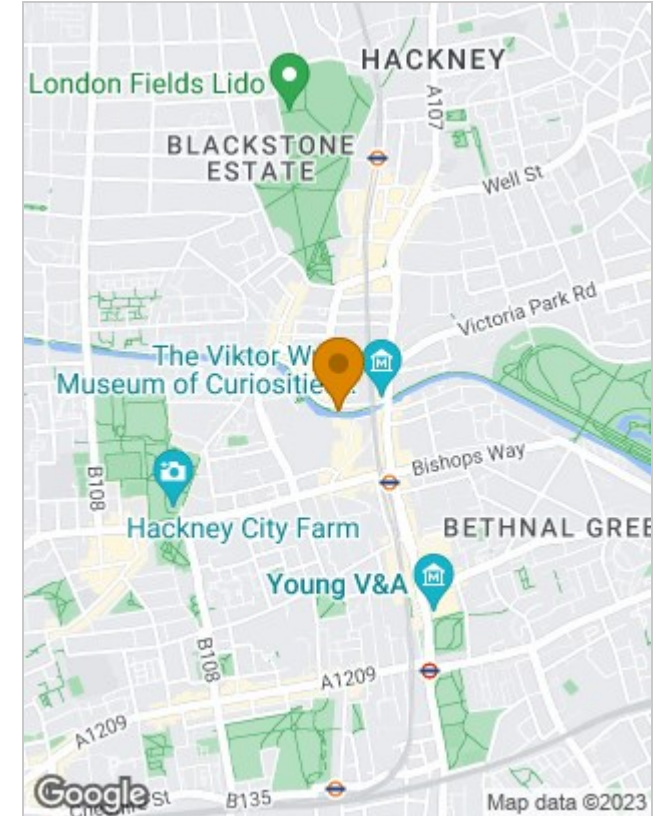 HACKNEY
London Fields Lido
A107
BLACKSTONE
ESTATE
Well St
Victoria Park Rd
The Viktor W
Museum of Curiositie
B108
Bishops Way
Hackney City Farm
BETHNAL GREE
Young V&A
B108
A1209
A1209
Google
St
B135
Map data ©2023